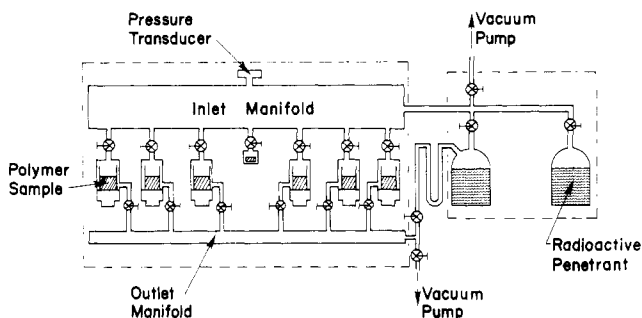 Pressure
Transducer
Vacuum
Pump
Inlet Manifold
Polymer
Sample
Radioactive
Penetrant
Outlet
Manifold
Vacuum
Pump